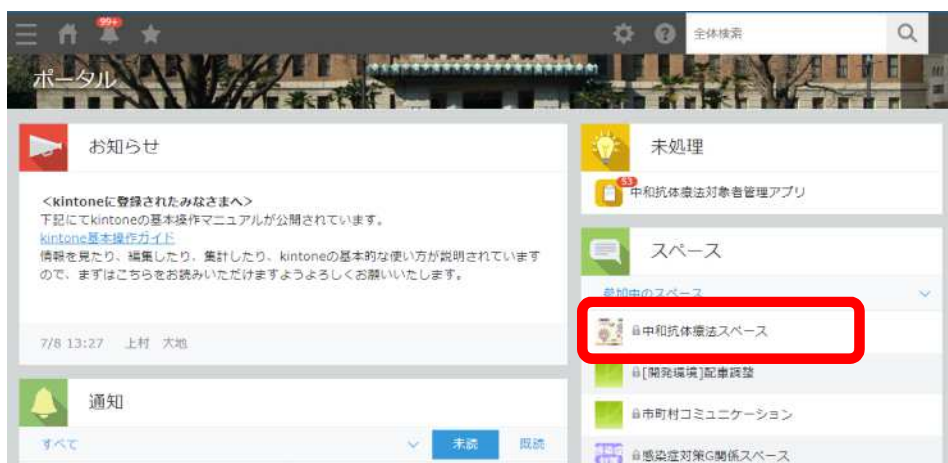 99+
全体検索
ポータル
お知らせ
<kintoneに登録されたみなさまへ>
下記にてkintoneの基本操作マニュアルが公開されています。
kintone基本操作ガイド
情報を見たり、編集したり、集計したり、kintoneの基本的な使い方が説明されています
ので、まずはこちらをお読みいただけますようよろしくお願いいたします。
7/8 13:27 上村 大地
通知
すべて
未読
既読
未処理
53
中和抗体療法対象者管理アプリ
スペース
参加中のスペース
中和抗体療法スペース
[開発環境]配車調整
市町村コミュニケーション
感染症対策G関係スペース